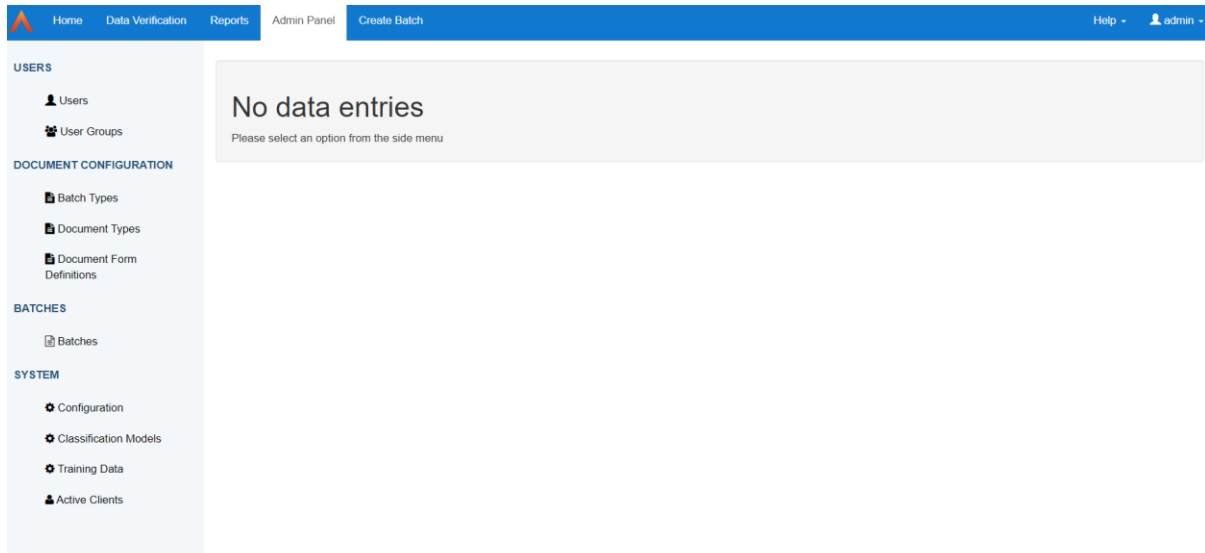 Home Data Verification Reports Admin Panel Create Batch Help admin
USERS
Users
User Groups
DOCUMENT CONFIGURATION
Batch Types
Document Types
Document Form
Definitions
BATCHES
Batches
SYSTEM
Configuration
Classification Models
Training Data
Active Clients
No data entries
Please select an option from the side menu